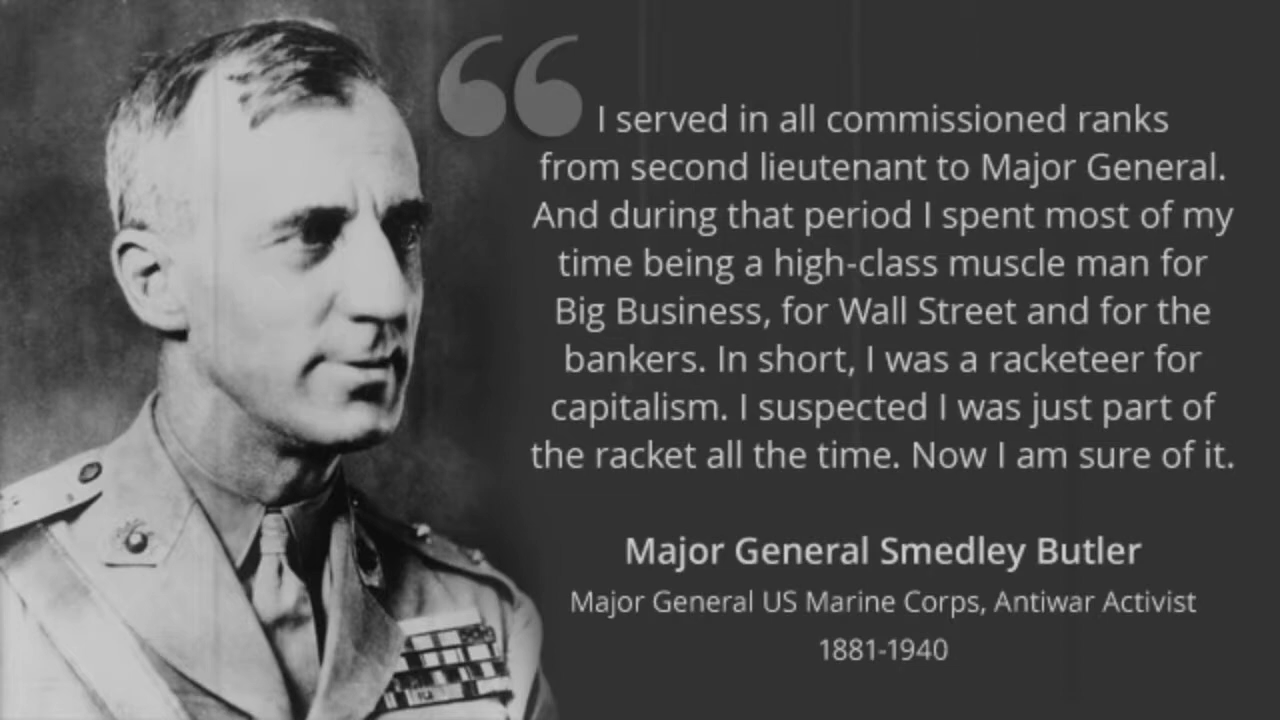 “ I served in all commissioned ranks
from second lieutenant to Major General.
And during that period I spent most of my
time being a high-class muscle man for
Big Business, for Wall Street and for the
bankers. In short, I was a racketeer for
capitalism. I suspected I was just part of
the racket all the time. Now I am sure of it.
Major General Smedley Butler
Major General US Marine Corps, Antiwar Activist
1881-1940